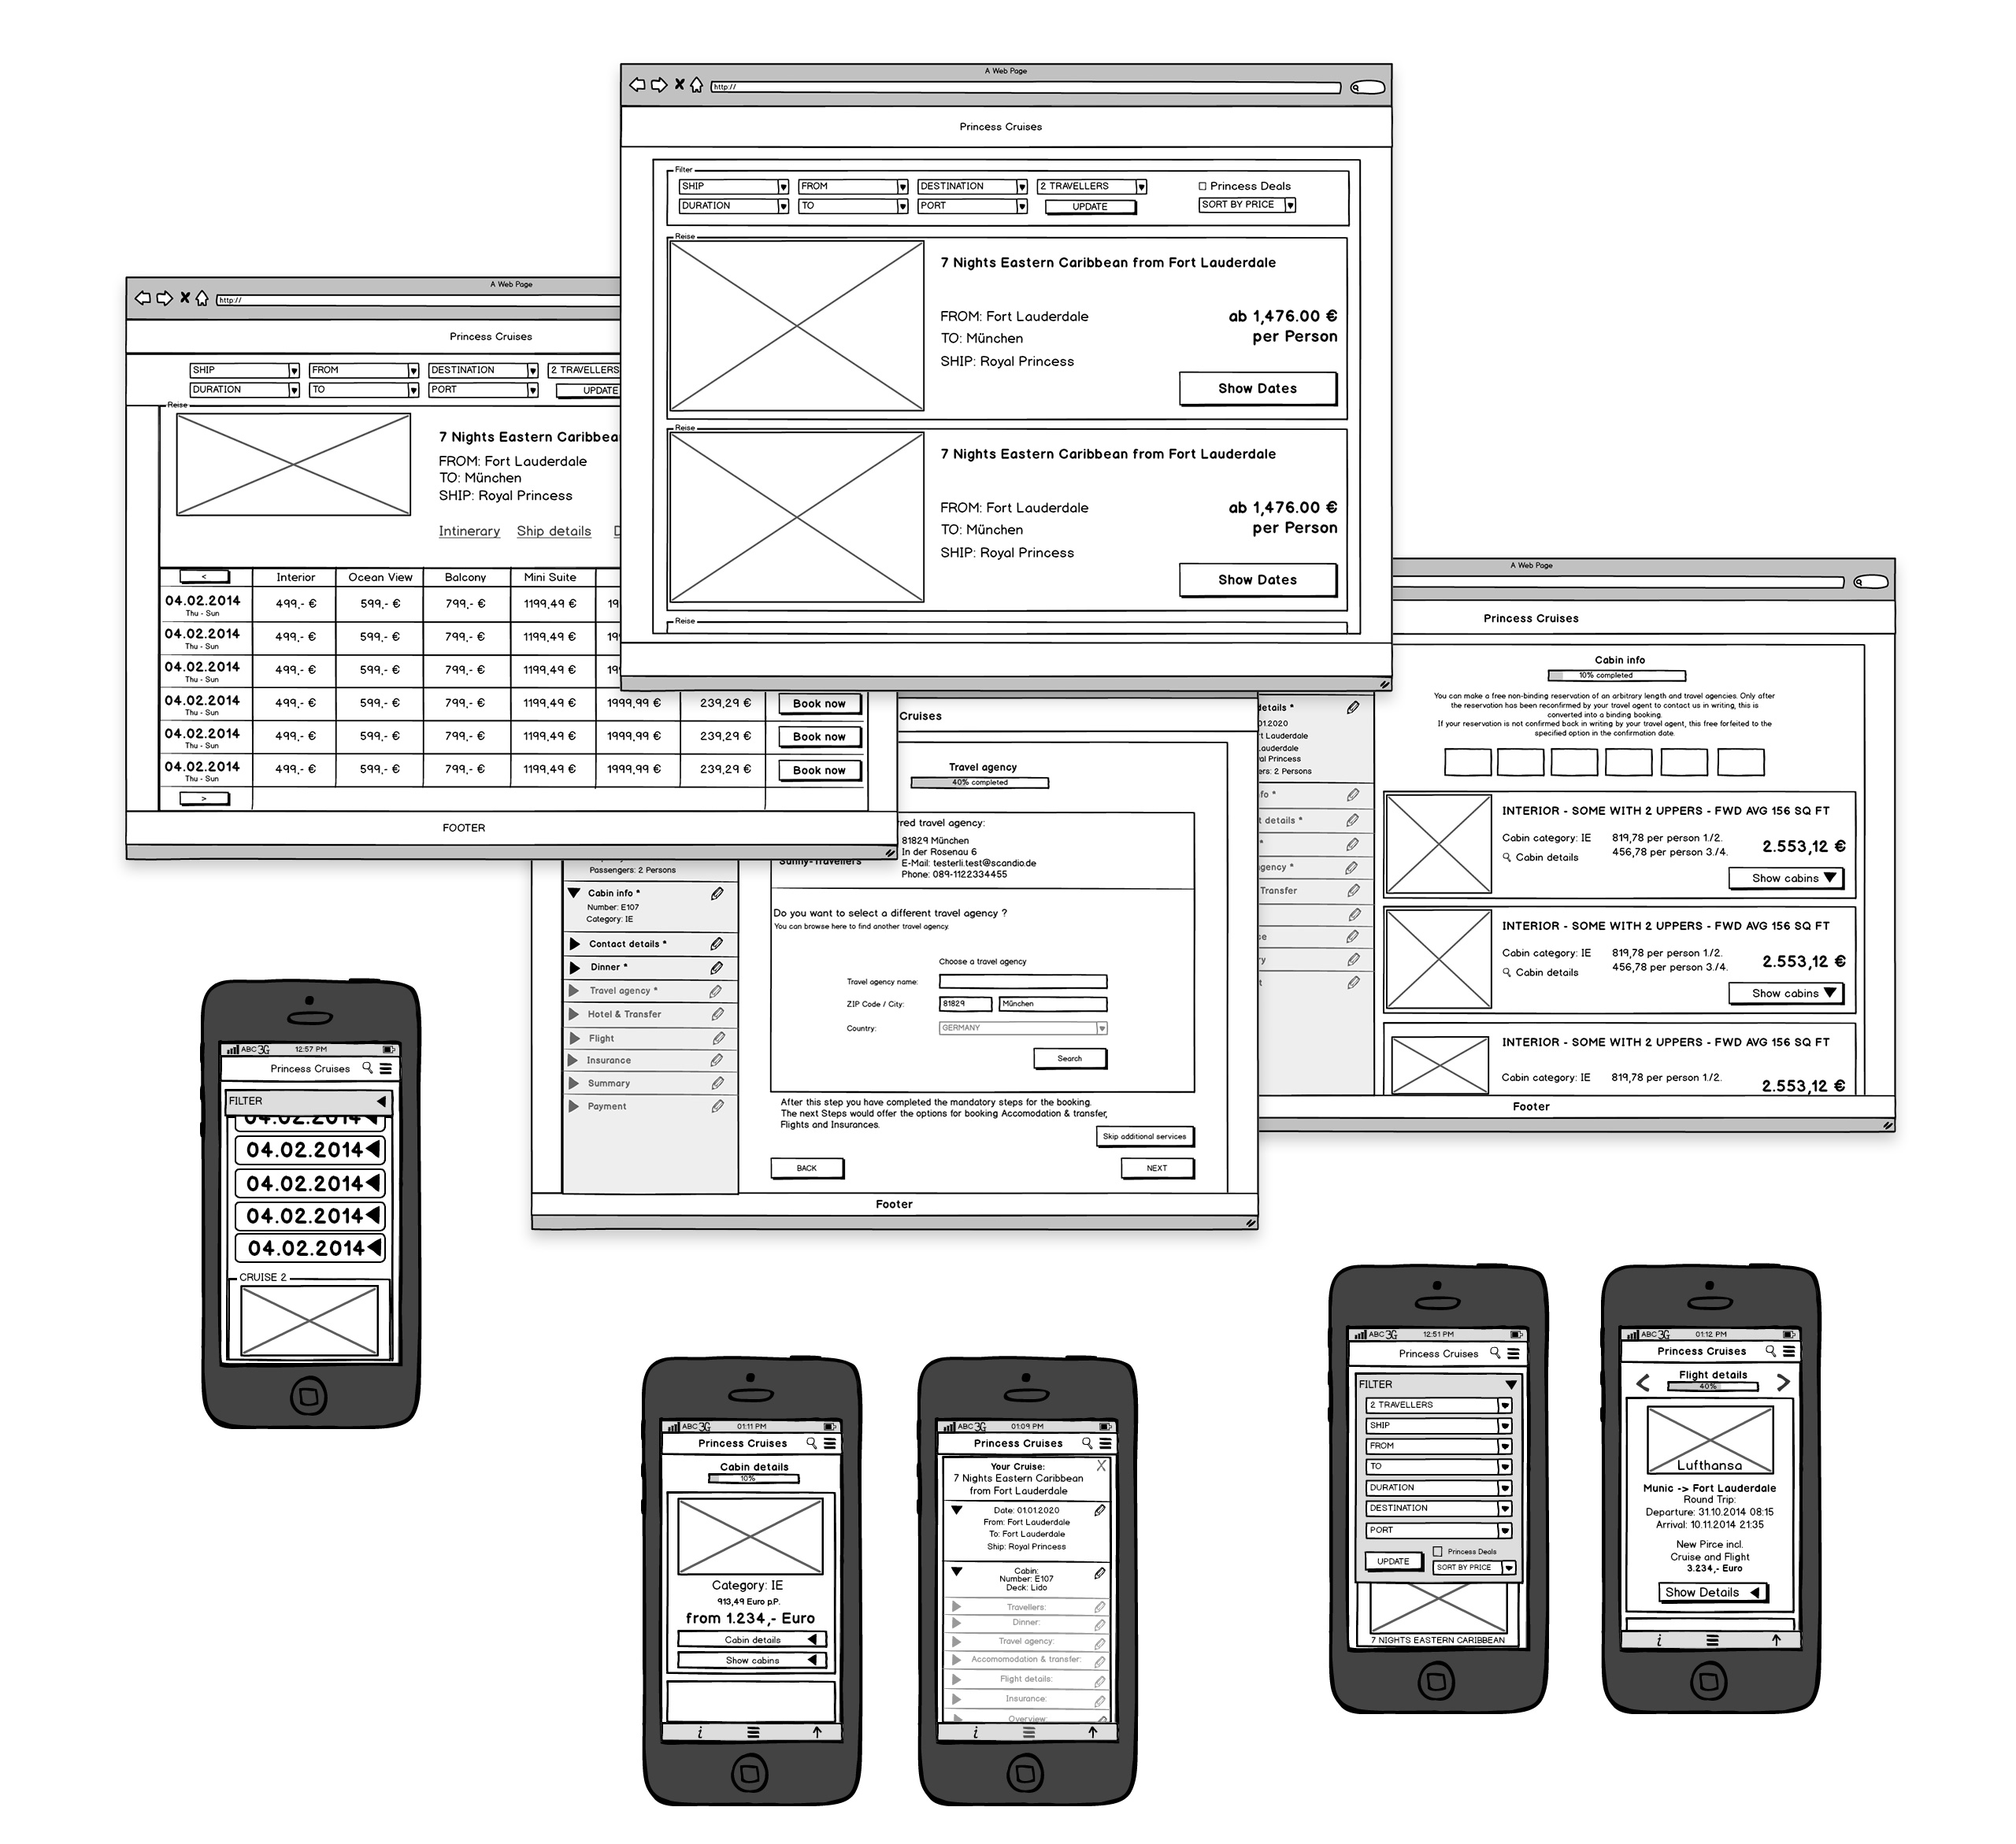 A Web Page
http://
Princess Cruises
Filter
SHIP FROM DESTINATION 2 TRAVELLERS Princess Deals
DURATION TO PORT UPDATE SORT BY PRICE
Reise
7 Nights Eastern Caribbean from Fort Lauderdale
FROM: Fort Lauderdale ab 1,476.00 €
TO: München per Person
SHIP: Royal Princess
Show Dates
Reise
7 Nights Eastern Caribbean from Fort Lauderdale
FROM: Fort Lauderdale ab 1,476.00 €
TO: München per Person
SHIP: Royal Princess
Show Dates
Reise
A Web Page
http://
Princess Cruises
SHIP FROM DESTINATION 2 TRAVELLERS
DURATION TO PORT UPDATE
Reise
7 Nights Eastern Caribbea
FROM: Fort Lauderdale
TO: München
SHIP: Royal Princess
Intinerary Ship details D
< Interior Ocean View Balcony Mini Suite
04.02.2014 499,- € 599,- € 799,- € 1199,49 € 19
Thu - Sun
04.02.2014 499,- € 599,- € 799,- € 1199,49 € 199
Thu - Sun
04.02.2014 499,- € 599,- € 799,- € 1199,49 € 199
Thu - Sun
04.02.2014 499,- € 599,- € 799,- € 1199,49 € 1999,99 € 239,29 € Book now
Thu - Sun
04.02.2014 499,- € 599,- € 799,- € 1199,49 € 1999,99 € 239,29 € Book now
Thu - Sun
04.02.2014 499,- € 599,- € 799,- € 1199,49 € 1999,99 € 239,29 € Book now
Thu - Sun
>
FOOTER
A Web Page
Princess Cruises
Cabin info
10% completed
You can make a free non-binding reservation of an arbitrary length and travel agencies. Only after
the reservation has been reconfirmed by your travel agent to contact us in writing, this is
converted into a binding booking.
If your reservation is not confirmed back in writing by your travel agent, this free forfeited to the
specified option in the confirmation date.
details *
01.2020
rt Lauderdale
Lauderdale
al Princess
ers: 2 Persons
fo *
t details *
*
gency *
Transfer
ce
ry
t
INTERIOR - SOME WITH 2 UPPERS - FWD AVG 156 SQ FT
Cabin category: IE 819,78 per person 1./2.
Cabin details 456,78 per person 3./4. 2.553,12 €
Show cabins
INTERIOR - SOME WITH 2 UPPERS - FWD AVG 156 SQ FT
Cabin category: IE 819,78 per person 1./2.
Cabin details 456,78 per person 3./4. 2.553,12 €
Show cabins
INTERIOR - SOME WITH 2 UPPERS - FWD AVG 156 SQ FT
Cabin category: IE 819,78 per person 1./2.
2.553,12 €
Footer
Cruises
Travel agency
40% completed
rred travel agency:
81829 München
In der Rosenau 6
Sunny-Travellers E-Mail: testerli.test@scandio.de
Phone: 089-1122334455
Passengers: 2 Persons
Cabin info *
Number: E107
Category: IE
Contact details *
Dinner *
Travel agency *
Hotel & Transfer
Flight
Insurance
Summary
Payment
Do you want to select a different travel agency ?
You can browse here to find another travel agency.
Choose a travel agency
Travel agency name:
ZIP Code / City: 81829 München
Country: GERMANY
Search
After this step you have completed the mandatory steps for the booking.
The next Steps would offer the options for booking Accomodation & transfer,
Flights and Insurances.
Skip additional services
BACK NEXT
Footer
ABC 3G 12:57 PM
Princess Cruises
FILTER
04.02.2014
04.02.2014
04.02.2014
04.02.2014
04.02.2014
CRUISE 2
ABC 3G 01:11 PM
Princess Cruises
Cabin details
10%
Category: IE
913,49 Euro p.P.
from 1.234,- Euro
Cabin details
Show cabins
i
ABC 3G 01:09 PM
Princess Cruises
Your Cruise: X
7 Nights Eastern Caribbean
from Fort Lauderdale
Date: 01.01.2020
From: Fort Lauderdale
To: Fort Lauderdale
Ship: Royal Princess
Cabin:
Number: E107
Deck: Lido
Travellers:
Dinner:
Travel agency:
Accomomodation & transfer:
Flight details:
Insurance:
Overview:
i
ABC 3G 12:51 PM
Princess Cruises
FILTER
2 TRAVELLERS
SHIP
FROM
TO
DURATION
DESTINATION
PORT
UPDATE Princess Deals
SORT BY PRICE
7 NIGHTS EASTERN CARIBBEAN
ABC 3G 01:12 PM
Princess Cruises
Flight details
40%
Lufthansa
Munic -> Fort Lauderdale
Round Trip:
Departure: 31.10.2014 08:15
Arrival: 10.11.2014 21:35
New Pirce incl.
Cruise and Flight
3.234,- Euro
Show Details
i